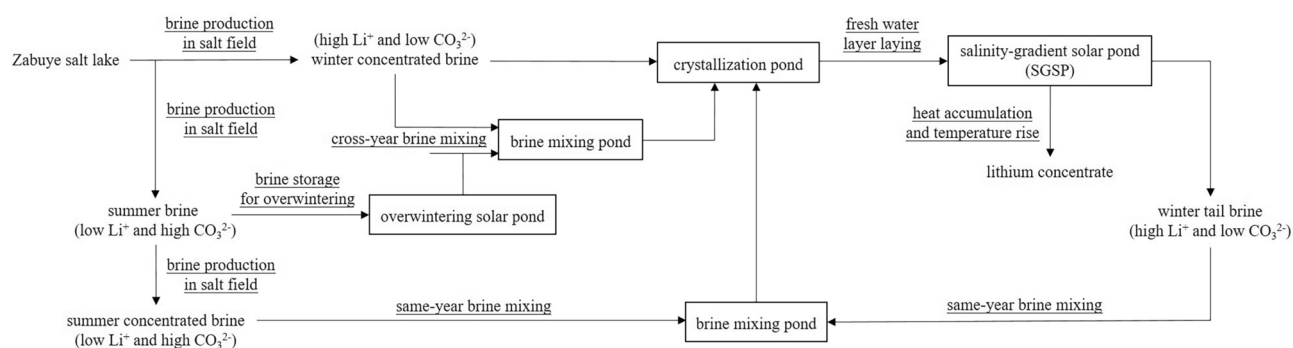 brine production
in salt field
Zabuye salt lake
(high Li⁺ and low CO₃²⁻)
winter concentrated brine
crystallization pond
fresh water
layer laying
salinity-gradient solar pond
(SGSP)
brine production
in salt field
cross-year brine mixing
brine mixing pond
heat accumulation
and temperature rise
lithium concentrate
brine storage
for overwintering
summer brine
(low Li⁺ and high CO₃²⁻)
overwintering solar pond
winter tail brine
(high Li⁺ and low CO₃²⁻)
brine production
in salt field
summer concentrated brine
(low Li⁺ and high CO₃²⁻)
same-year brine mixing
brine mixing pond
same-year brine mixing